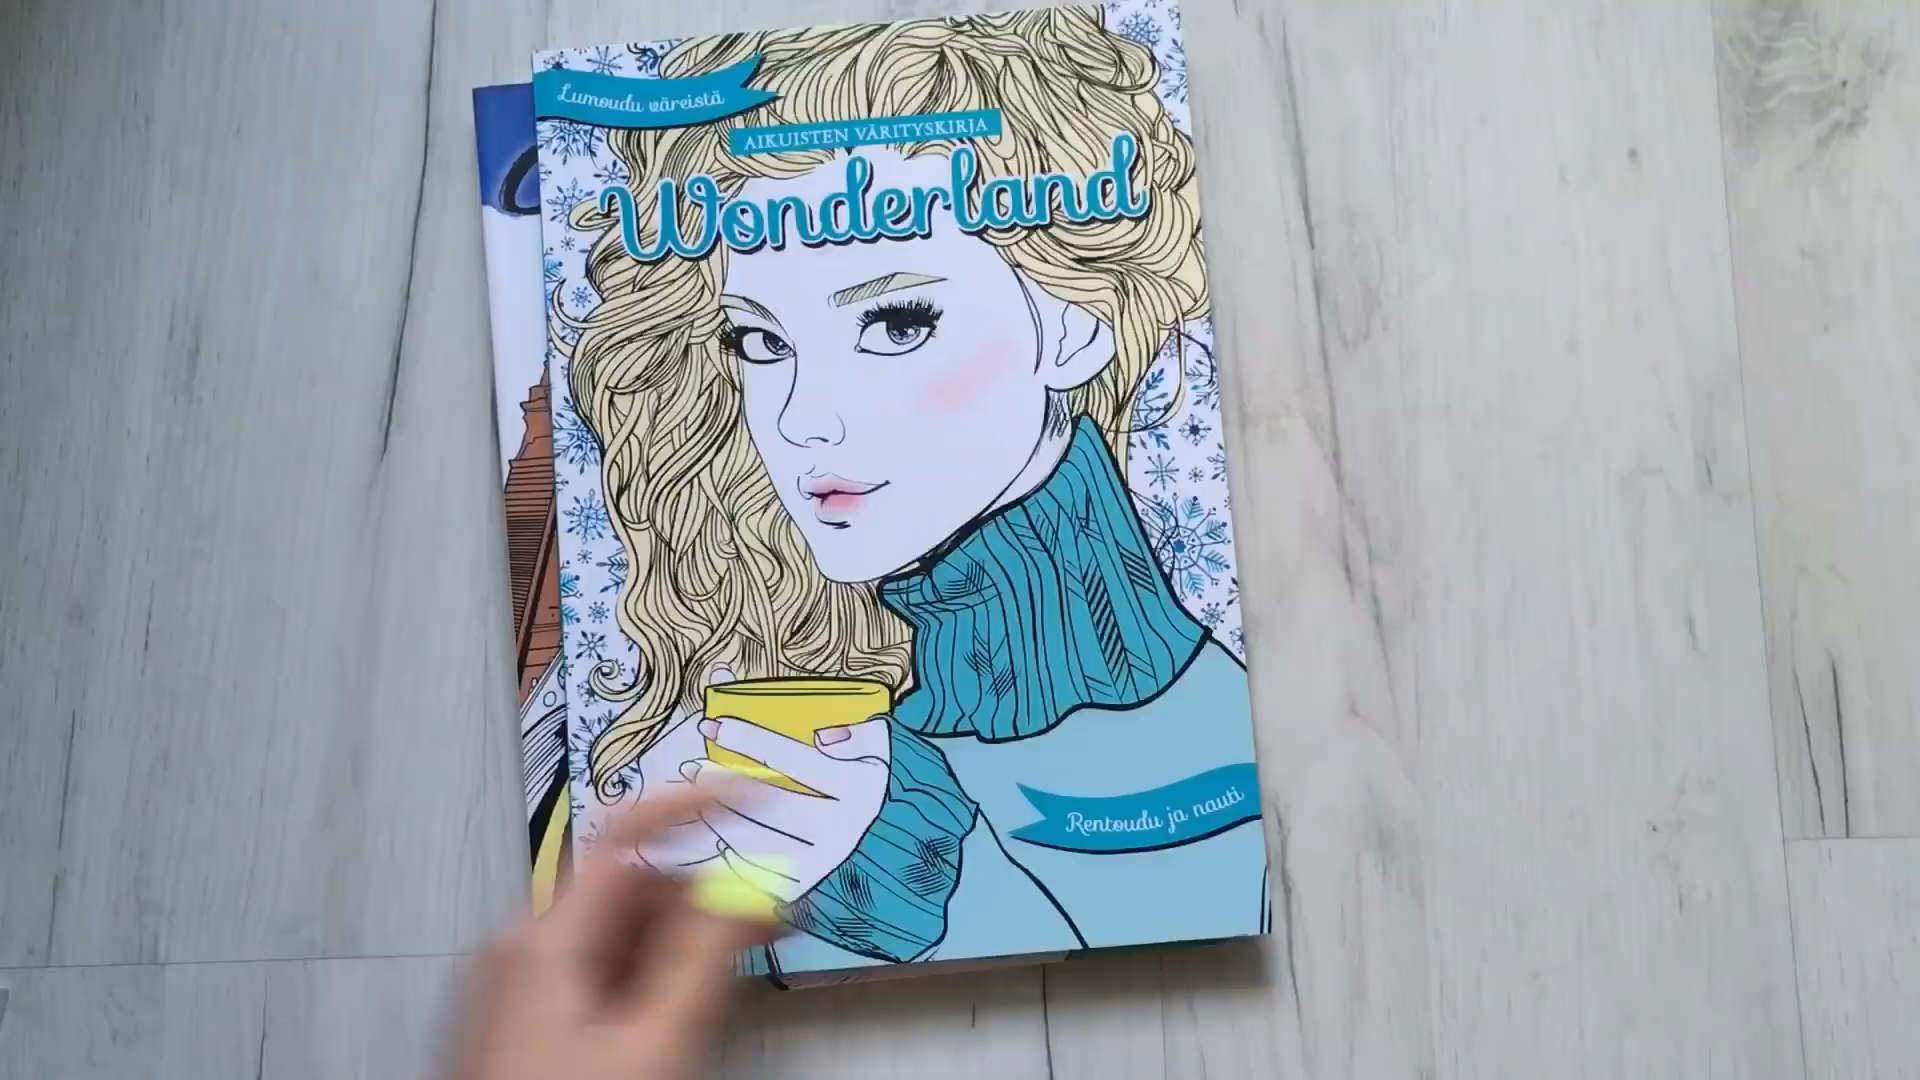 Lumoudu väreistä
AIKUISTEN VÄRITYSKIRJA
Wonderland
Rentoudu ja nauti